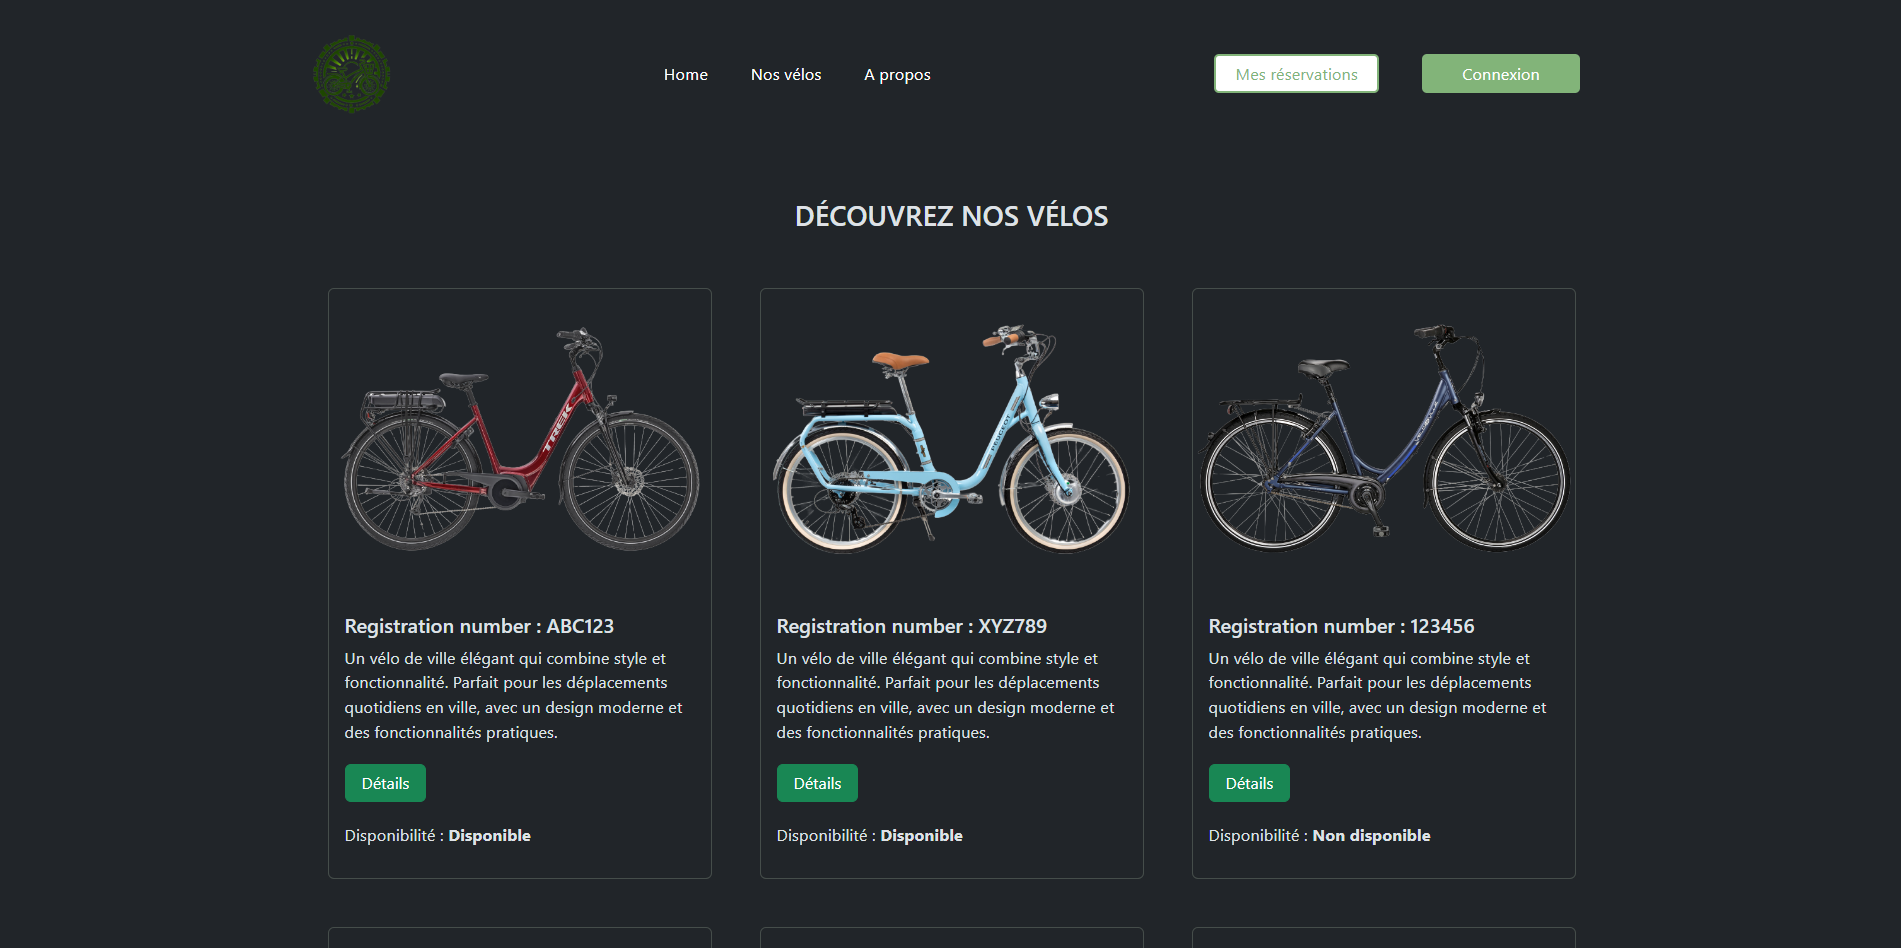 Home Nos vélos A propos Mes réservations Connexion
DÉCOUVREZ NOS VÉLOS
TREK
PEUGEOT
Registration number : ABC123
Un vélo de ville élégant qui combine style et
fonctionnalité. Parfait pour les déplacements
quotidiens en ville, avec un design moderne et
des fonctionnalités pratiques.
Détails
Disponibilité : Disponible
Registration number : XYZ789
Un vélo de ville élégant qui combine style et
fonctionnalité. Parfait pour les déplacements
quotidiens en ville, avec un design moderne et
des fonctionnalités pratiques.
Détails
Disponibilité : Disponible
Registration number : 123456
Un vélo de ville élégant qui combine style et
fonctionnalité. Parfait pour les déplacements
quotidiens en ville, avec un design moderne et
des fonctionnalités pratiques.
Détails
Disponibilité : Non disponible